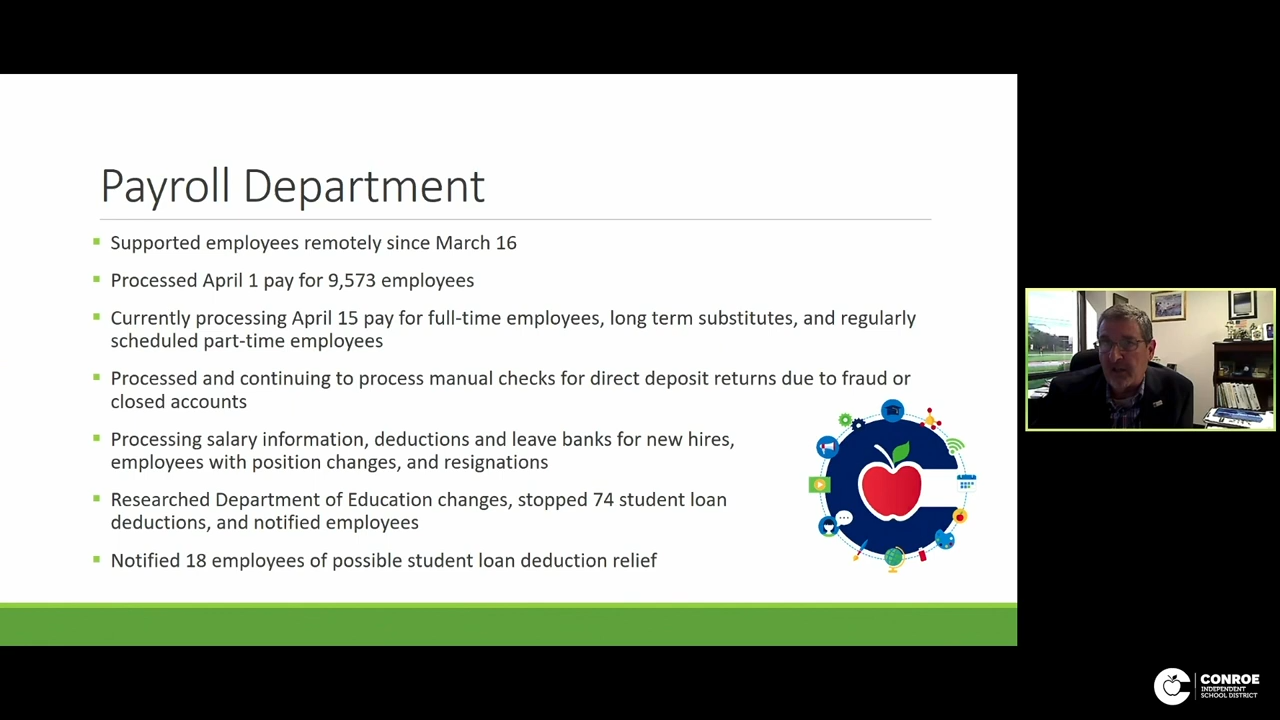 Payroll Department
Supported employees remotely since March 16
Processed April 1 pay for 9,573 employees
Currently processing April 15 pay for full-time employees, long term substitutes, and regularly
scheduled part-time employees
Processed and continuing to process manual checks for direct deposit returns due to fraud or
closed accounts
Processing salary information, deductions and leave banks for new hires,
employees with position changes, and resignations
Researched Department of Education changes, stopped 74 student loan
deductions, and notified employees
Notified 18 employees of possible student loan deduction relief
CONROE
INDEPENDENT
SCHOOL DISTRICT